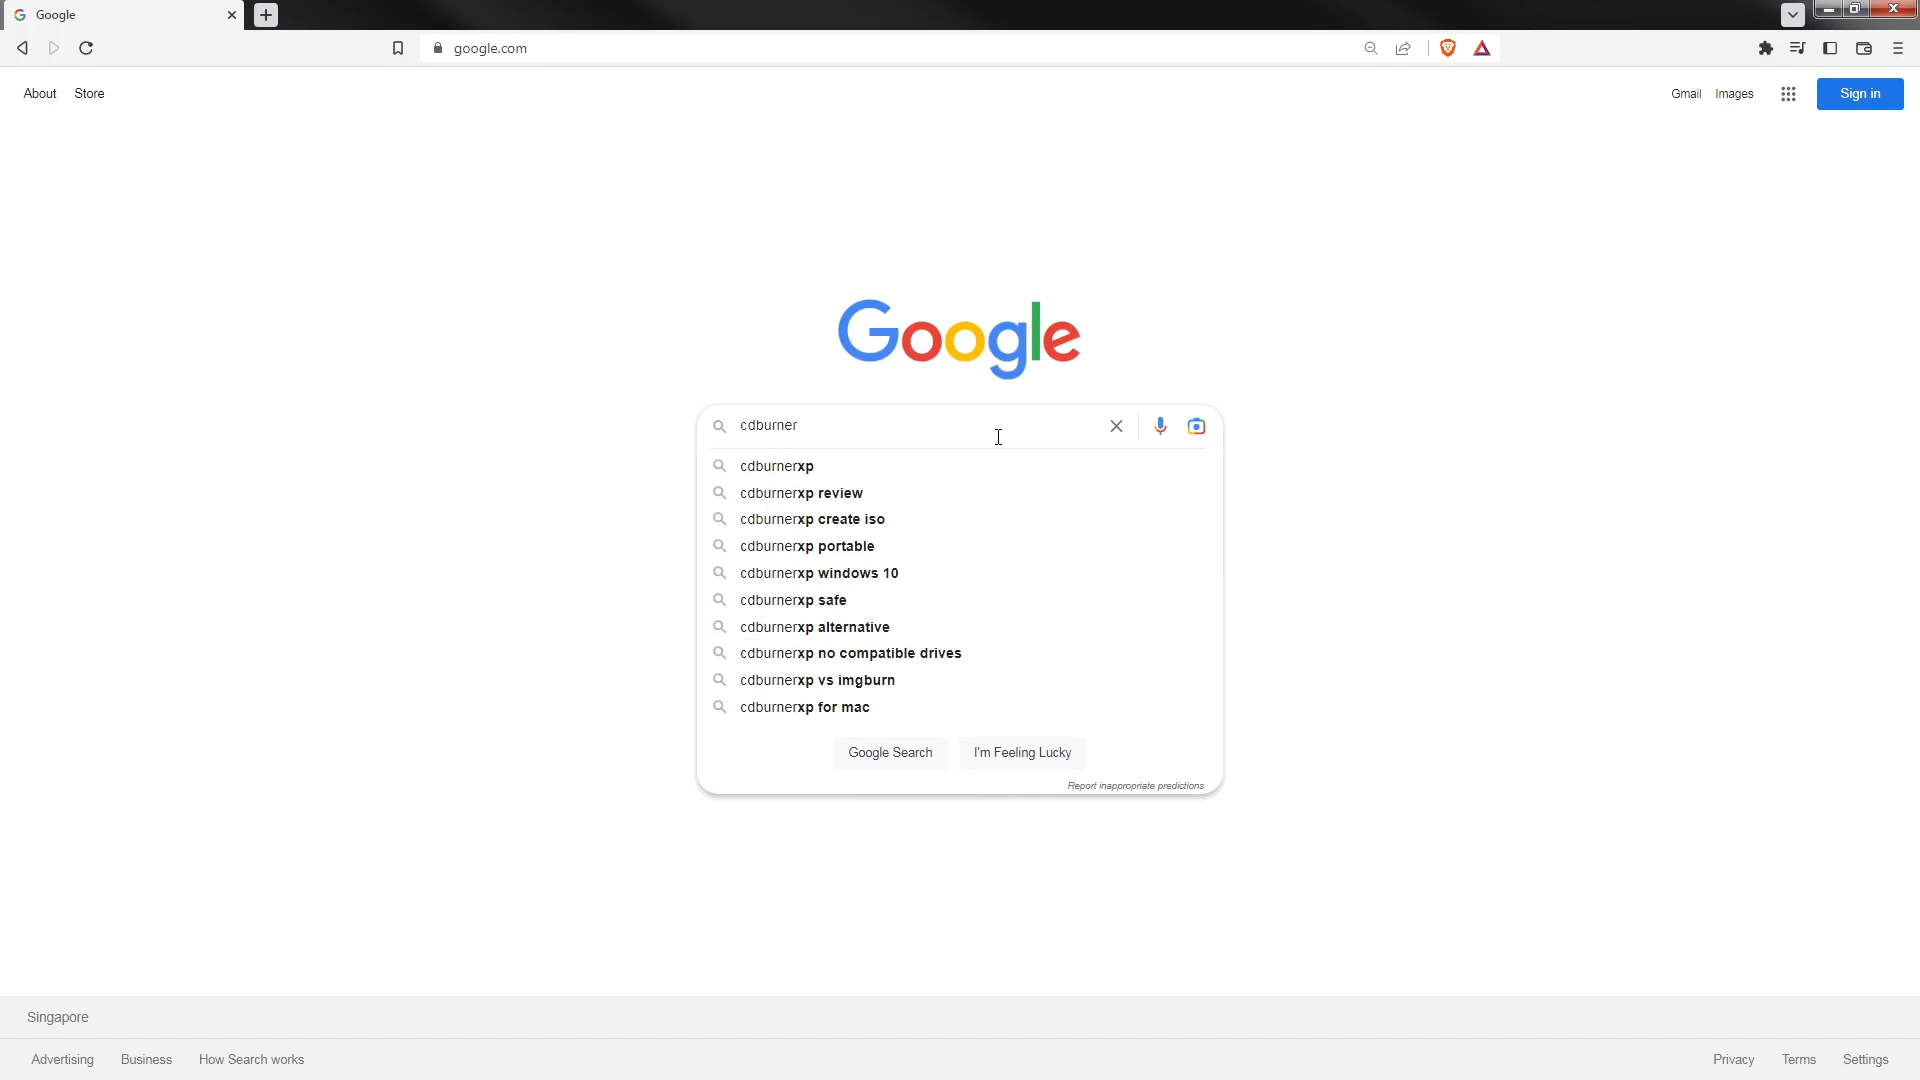 Google
google.com
About Store
Gmail Images Sign in
Google
cdburner
cdburnerxp
cdburnerxp review
cdburnerxp create iso
cdburnerxp portable
cdburnerxp windows 10
cdburnerxp safe
cdburnerxp alternative
cdburnerxp no compatible drives
cdburnerxp vs imgburn
cdburnerxp for mac
Google Search I'm Feeling Lucky
Report inappropriate predictions
Singapore
Advertising Business How Search works
Privacy Terms Settings